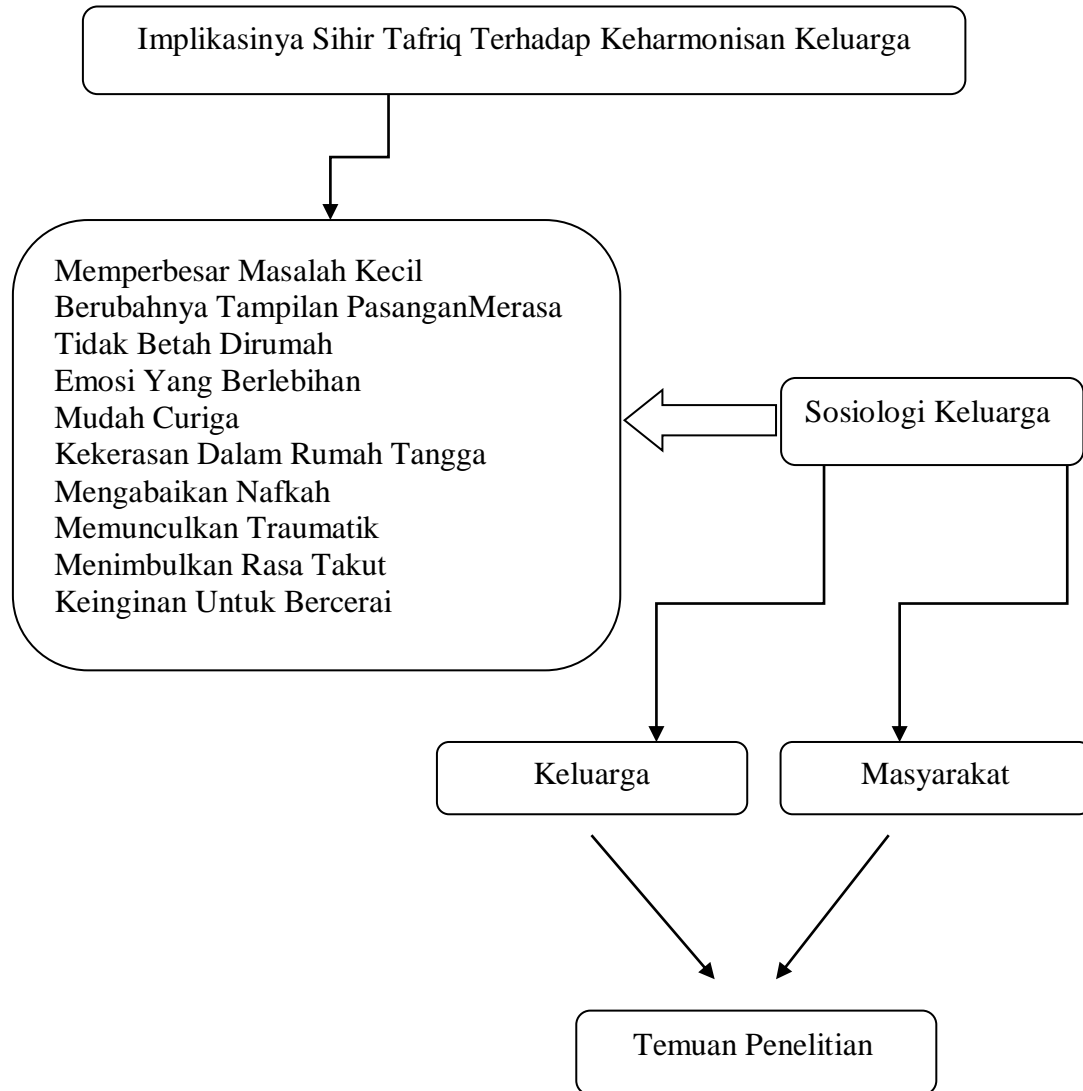 Implikasinya Sihir Tafriq Terhadap Keharmonisan Keluarga
Memperbesar Masalah Kecil
Berubahnya Tampilan PasanganMerasa
Tidak Betah Dirumah
Emosi Yang Berlebihan
Mudah Curiga
Kekerasan Dalam Rumah Tangga
Mengabaikan Nafkah
Memunculkan Traumatik
Menimbulkan Rasa Takut
Keinginan Untuk Bercerai
Sosiologi Keluarga
Keluarga
Masyarakat
Temuan Penelitian